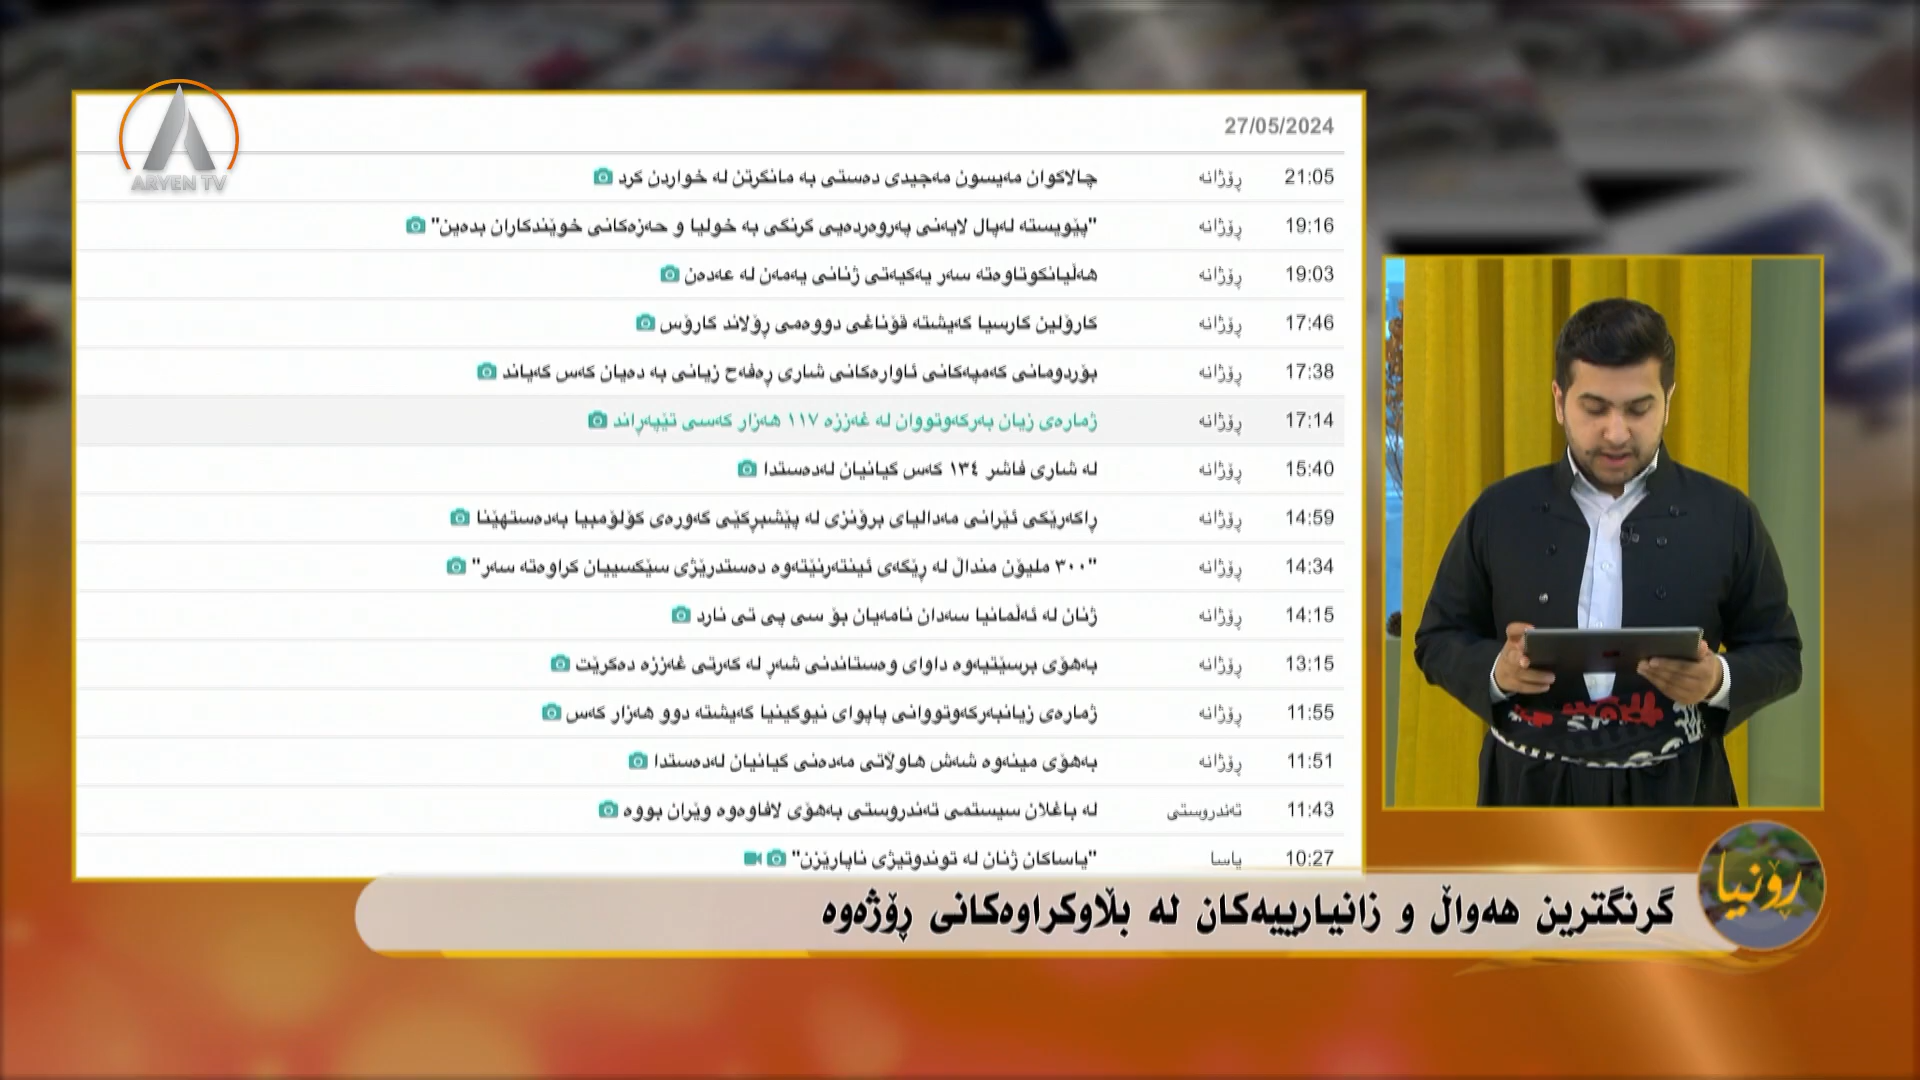 ARYEN TV
27/05/2024
21:05 ڕۆژانە چالاکوان مەیسون مەجیدی دەستی بە مانگرتن لە خواردن کرد
19:16 ڕۆژانە "پێویستە لەپاڵ لایەنی پەروەردەیی گرنگی بە خولیا و حەزەکانی خوێندکاران بدەین"
19:03 ڕۆژانە هەڵیانکوتاوەتە سەر یەکیەتی ژنانی یەمەن لە عەدەن
17:46 ڕۆژانە کارۆلین گارسیا گەیشتە قۆناغی دووەمی ڕۆلاند گارۆس
17:38 ڕۆژانە بۆردومانی کەمپەکانی ئاوارەکانی شاری ڕەفەح زیانی بە دەیان کەس گەیاند
17:14 ڕۆژانە ژمارەی زیان بەرکەوتووان لە غەززە ١١٧ هەزار کەسی تێپەڕاند
15:40 ڕۆژانە لە شاری فاشر ١٣٤ کەس گیانیان لەدەستدا
14:59 ڕۆژانە ڕاکەرێکی ئێرانی مەدالیای برۆنزی لە پێشبڕکێی گەورەی کۆلۆمبیا بەدەستهێنا
14:34 ڕۆژانە "٣٠٠ ملیۆن منداڵ لە ڕێگەی ئینتەرنێتەوە دەستدرێژی سێکسییان کراوەتە سەر"
14:15 ڕۆژانە ژنان لە ئەڵمانیا سەدان نامەیان بۆ سی پی تی نارد
13:15 ڕۆژانە بەهۆی برسێتیەوە داوای وەستاندنی شەڕ لە کەرتی غەززە دەکرێت
11:55 ڕۆژانە ژمارەی زیانبەرکەوتووانی پاپوای نیوگینیا گەیشتە دوو هەزار کەس
11:51 ڕۆژانە بەهۆی مینەوە شەش هاوڵاتی مەدەنی گیانیان لەدەستدا
11:43 تەندروستی لە باغلان سیستمی تەندروستی بەهۆی لافاوەوە وێران بووە
10:27 یاسا "یاساکان ژنان لە توندوتیژی ناپارێزن"
ڕۆنیا
گرنگترین هەواڵ و زانیارییەکان لە بڵاوکراوەکانی ڕۆژەوە